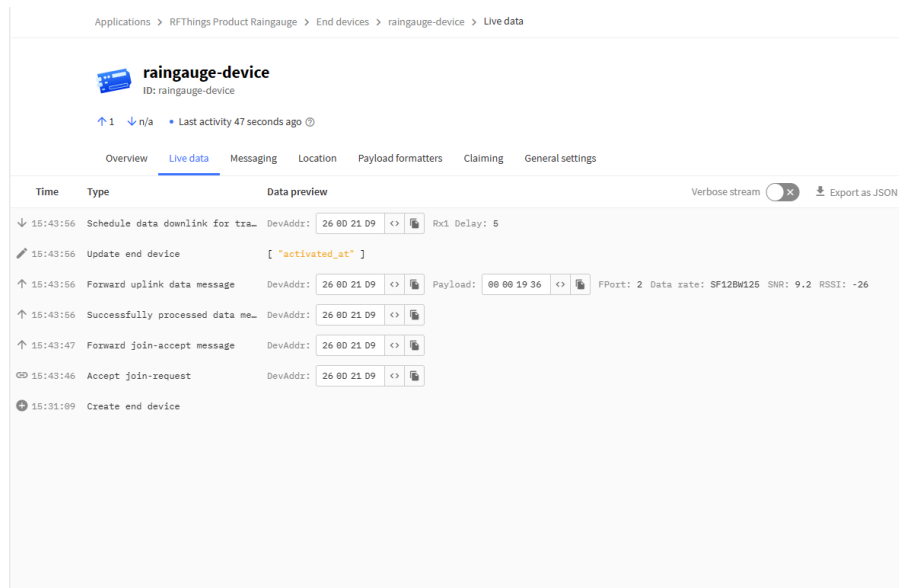 Applications > RFThings Product Raingauge > End devices > raingauge-device > Live data
raingauge-device
ID: raingauge-device
↑ 1 ↓ n/a • Last activity 47 seconds ago
Overview Live data Messaging Location Payload formatters Claiming General settings
Time Type Data preview Verbose stream Export as JSON
15:43:56 Schedule data downlink for tra… DevAddr: 26 0D 21 D9 <> Rx1 Delay: 5
15:43:56 Update end device [ "activated_at" ]
15:43:56 Forward uplink data message DevAddr: 26 0D 21 D9 <> Payload: 00 00 19 36 <> FPort: 2 Data rate: SF12BW125 SNR: 9.2 RSSI: -26
15:43:56 Successfully processed data me… DevAddr: 26 0D 21 D9 <>
15:43:47 Forward join-accept message DevAddr: 26 0D 21 D9 <>
15:43:46 Accept join-request DevAddr: 26 0D 21 D9 <>
15:31:09 Create end device